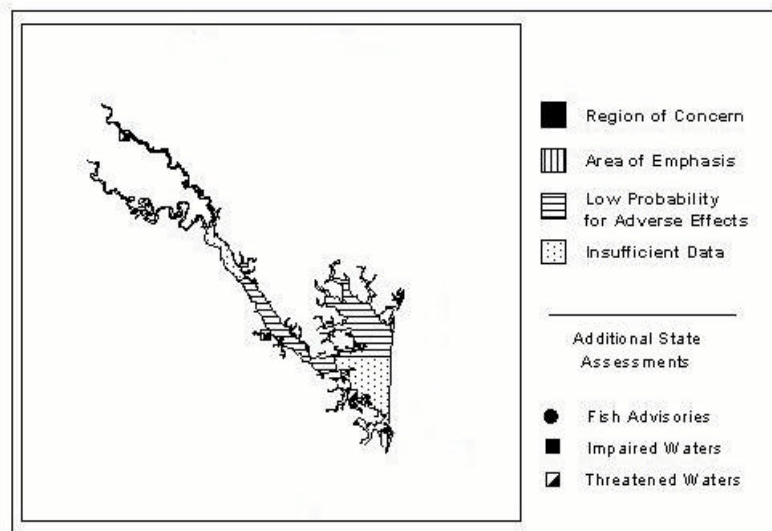 Region of Concern
Area of Emphasis
Low Probability
for Adverse Effects
Insufficient Data
Additional State
Assessments
Fish Advisories
Impaired Waters
Threatened Waters